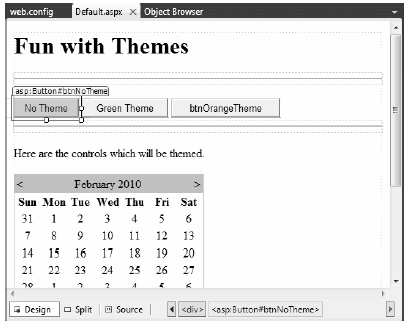 web.config Default.aspx × Object Browser
Fun with Themes
asp:Button#btnNoTheme
No Theme Green Theme btnOrangeTheme
Here are the controls which will be themed.
< February 2010 >
Sun Mon Tue Wed Thu Fri Sat
31 1 2 3 4 5 6
7 8 9 10 11 12 13
14 15 16 17 18 19 20
21 22 23 24 25 26 27
28 1 2 3 4 5 6
Design Split Source <div> <asp:Button#btnNoTheme>